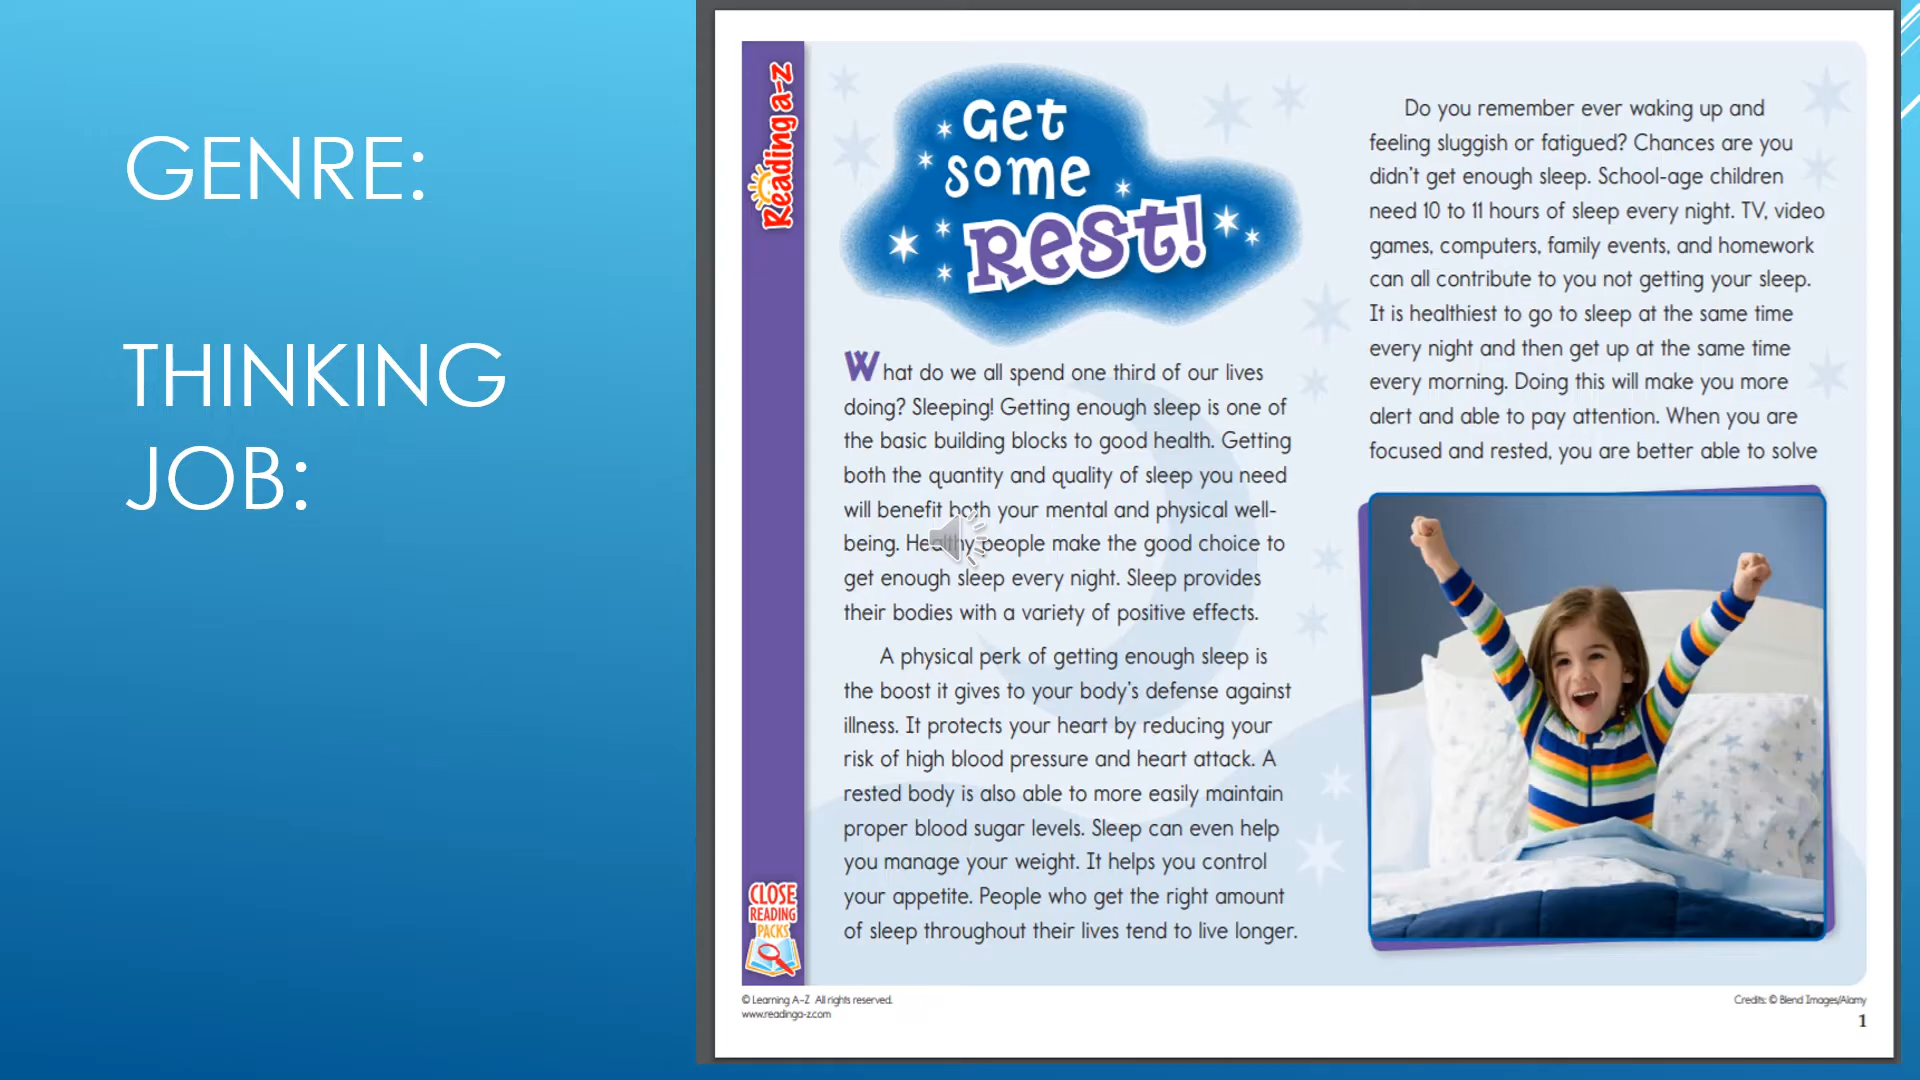 GENRE:
THINKING
JOB:
Reading a-z
Get
some
Rest!
What do we all spend one third of our lives
doing? Sleeping! Getting enough sleep is one of
the basic building blocks to good health. Getting
both the quantity and quality of sleep you need
will benefit both your mental and physical well-
being. Healthy people make the good choice to
get enough sleep every night. Sleep provides
their bodies with a variety of positive effects.
A physical perk of getting enough sleep is
the boost it gives to your body's defense against
illness. It protects your heart by reducing your
risk of high blood pressure and heart attack. A
rested body is also able to more easily maintain
proper blood sugar levels. Sleep can even help
you manage your weight. It helps you control
your appetite. People who get the right amount
of sleep throughout their lives tend to live longer.
Do you remember ever waking up and
feeling sluggish or fatigued? Chances are you
didn't get enough sleep. School-age children
need 10 to 11 hours of sleep every night. TV, video
games, computers, family events, and homework
can all contribute to you not getting your sleep.
It is healthiest to go to sleep at the same time
every night and then get up at the same time
every morning. Doing this will make you more
alert and able to pay attention. When you are
focused and rested, you are better able to solve
CLOSE
READING
PACKS
© Learning A–Z All rights reserved.
www.readinga-z.com
Credits: © Blend Images/Alamy
1